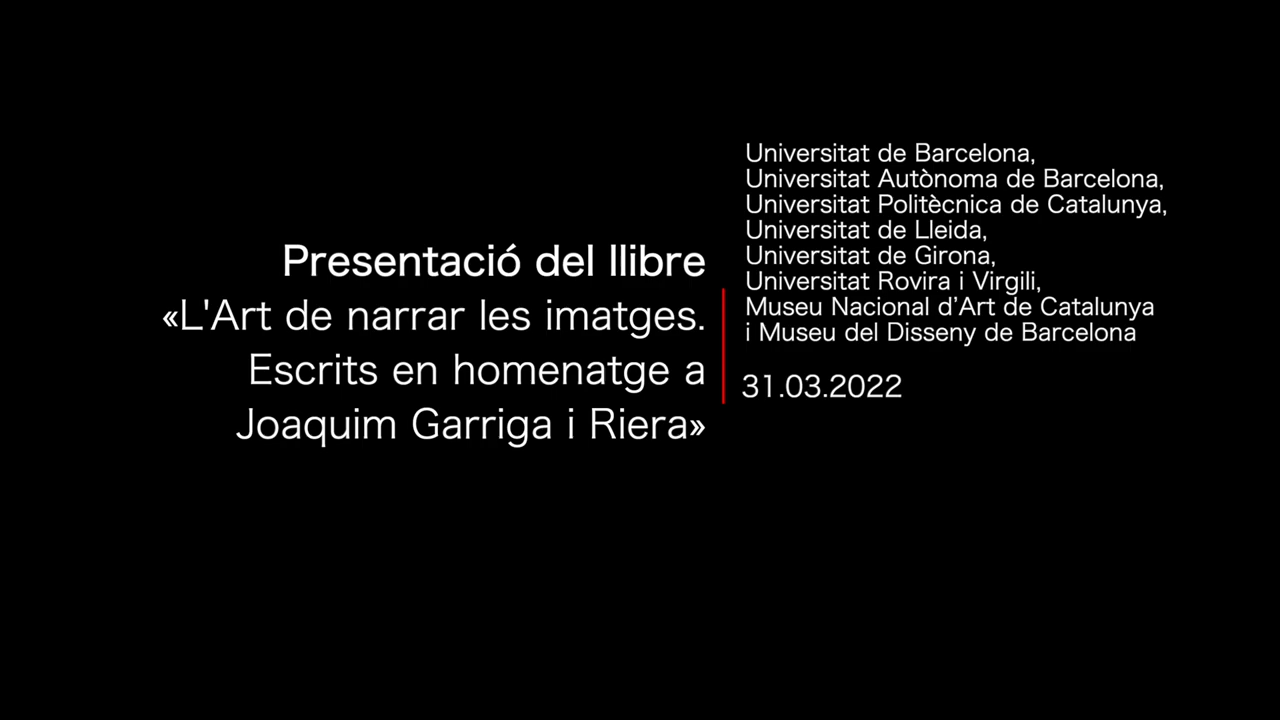 Presentació del llibre
«L'Art de narrar les imatges.
Escrits en homenatge a
Joaquim Garriga i Riera»
Universitat de Barcelona,
Universitat Autònoma de Barcelona,
Universitat Politècnica de Catalunya,
Universitat de Lleida,
Universitat de Girona,
Universitat Rovira i Virgili,
Museu Nacional d’Art de Catalunya
i Museu del Disseny de Barcelona
31.03.2022